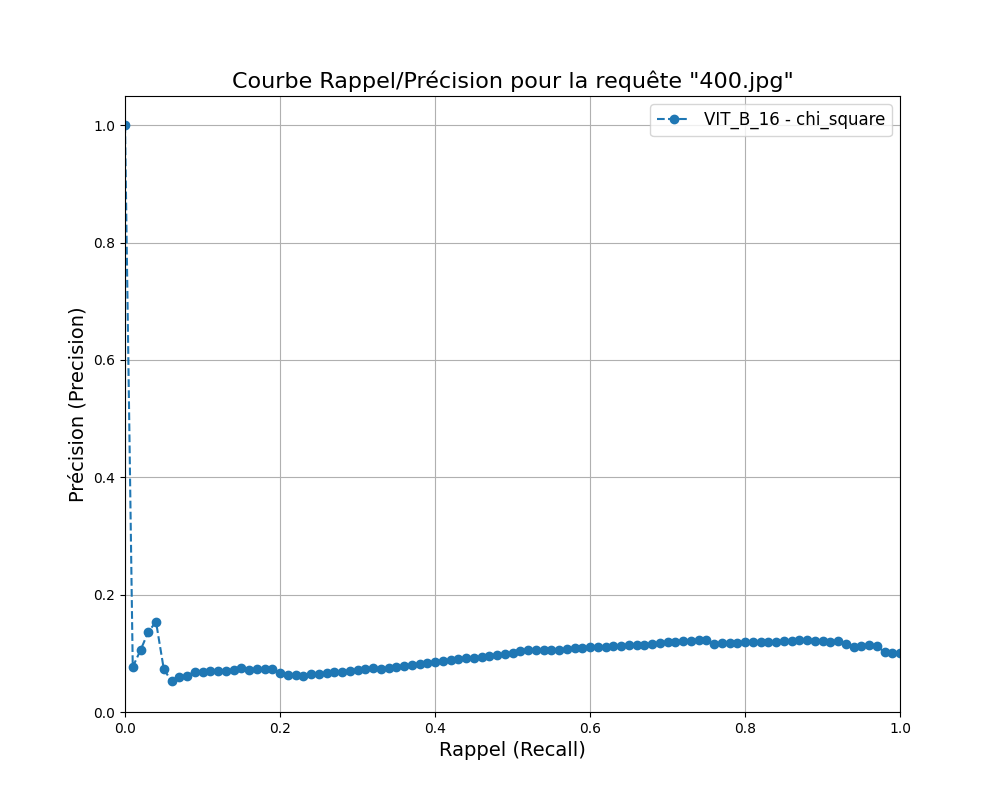 Courbe Rappel/Précision pour la requête "400.jpg"
VIT_B_16 - chi_square
Précision (Precision)
1.0
0.8
0.6
0.4
0.2
0.0
0.0 0.2 0.4 0.6 0.8 1.0
Rappel (Recall)